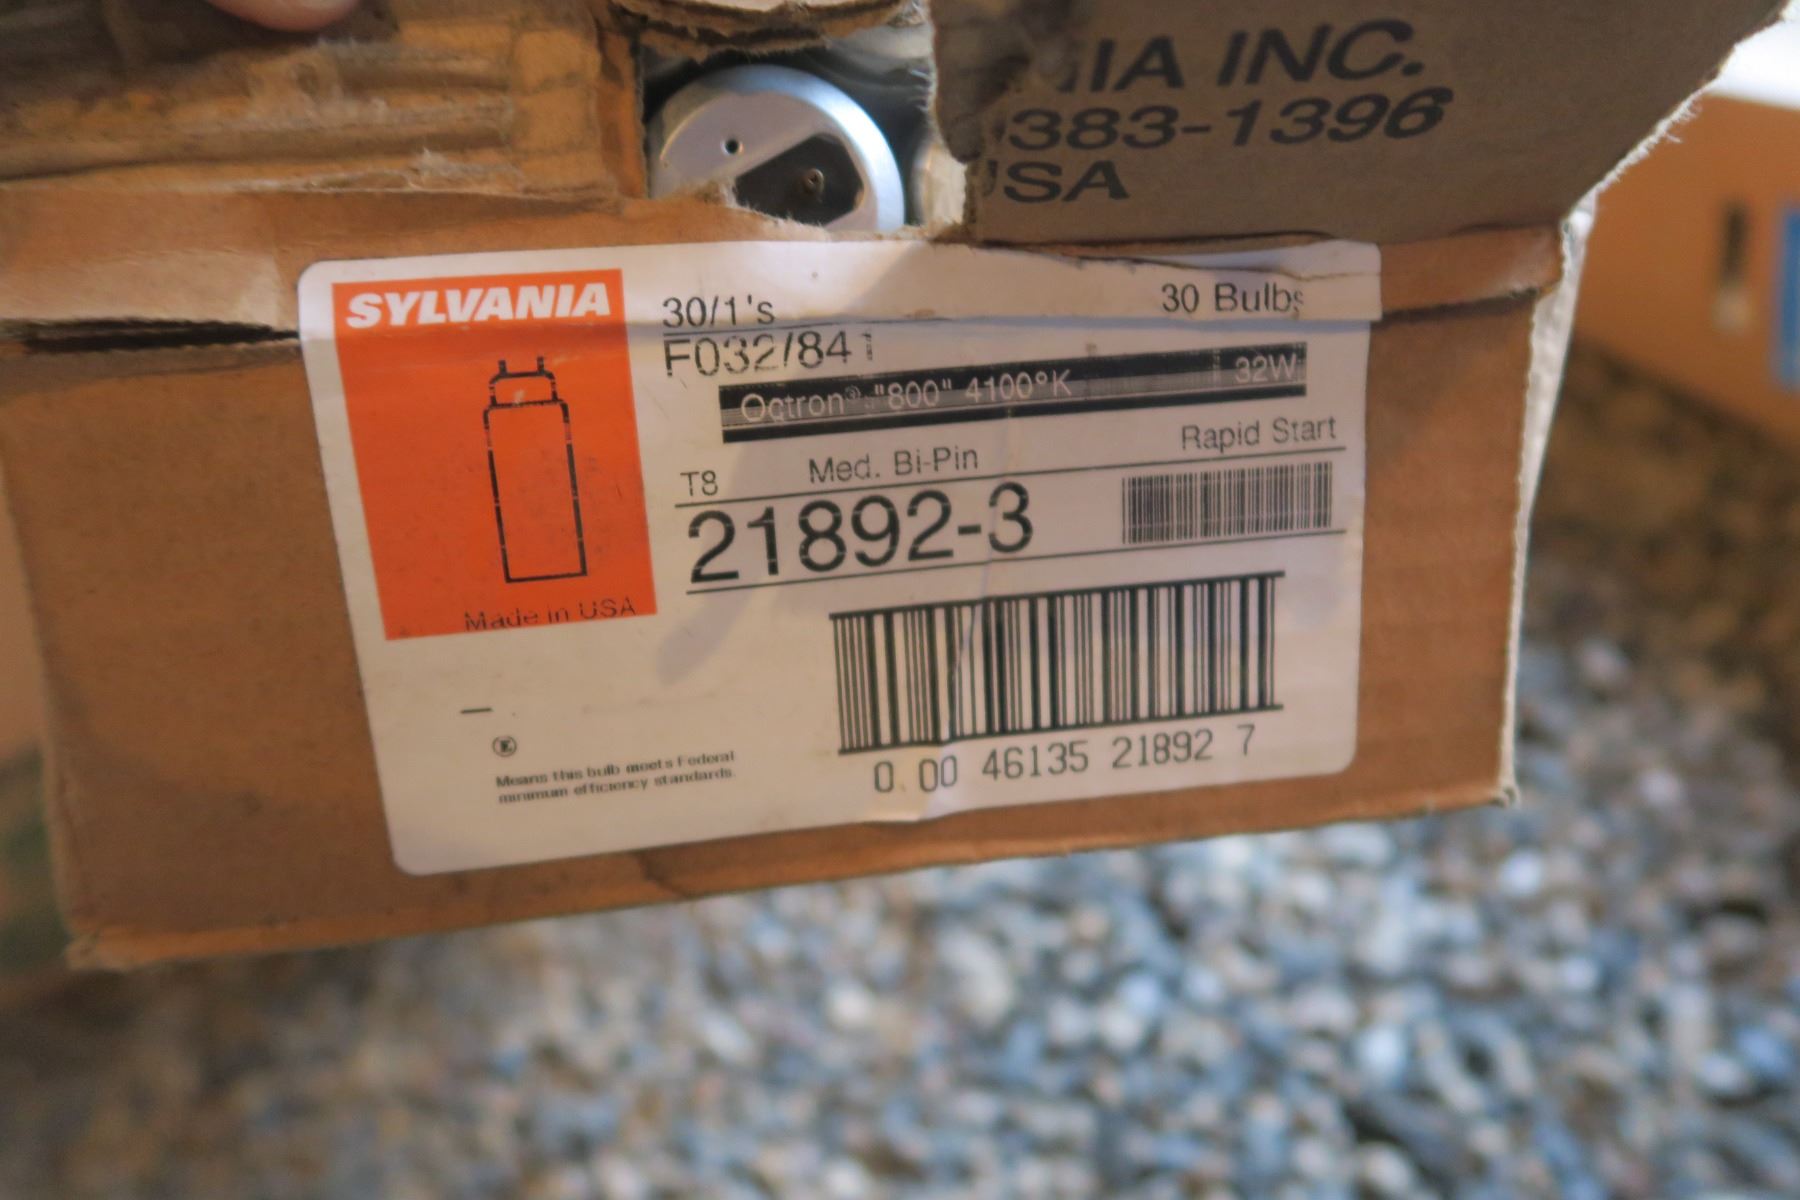 INC.
383-1396
USA
SYLVANIA
30/1's
30 Bulbs
FO32/841
Octron® "800" 4100°K 32W
T8 Med. Bi-Pin Rapid Start
21892-3
Made in USA
E
Means this bulb meets Federal
minimum efficiency standards.
0 00 46135 21892 7